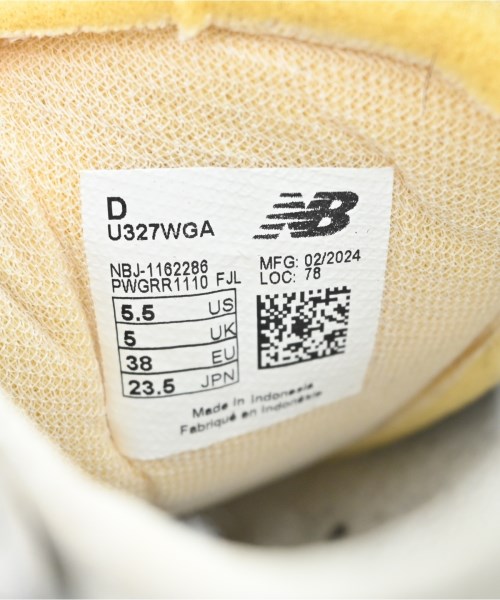 D
U327WGA
NB
NBJ-1162286
PWGRR1110 FJL
MFG: 02/2024
LOC: 78
5.5 US
5 UK
38 EU
23.5 JPN
Made in Indonesia
Fabriqué en Indonésie